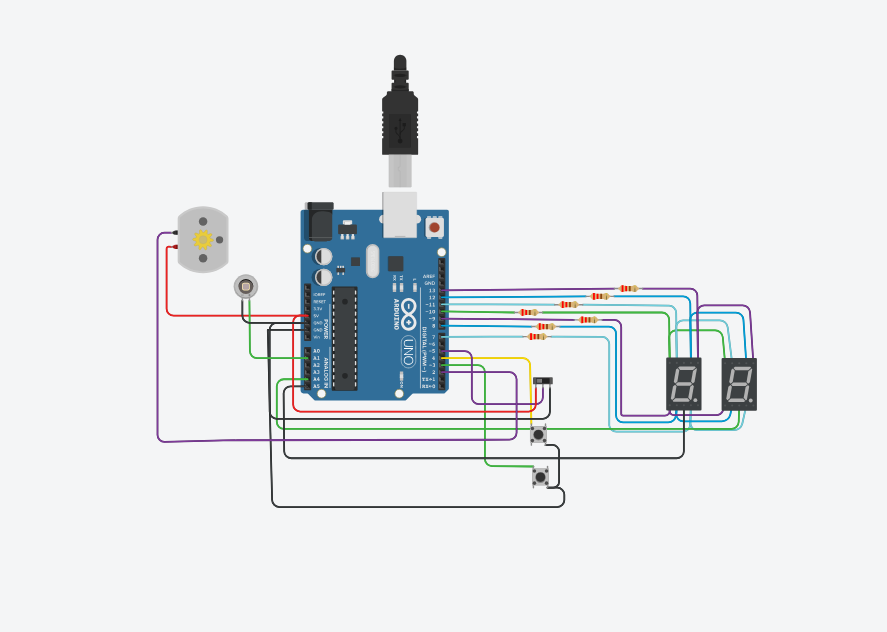 AREF
GND
13
12
~11
~10
~9
8
7
~6
~5
4
~3
2
TX→1
RX←0
IOREF
RESET
3.3V
5V
GND
GND
Vin
A0
A1
A2
A3
A4
A5
POWER
ANALOG IN
DIGITAL (PWM~)
ARDUINO
UNO
TX
RX
L
ON